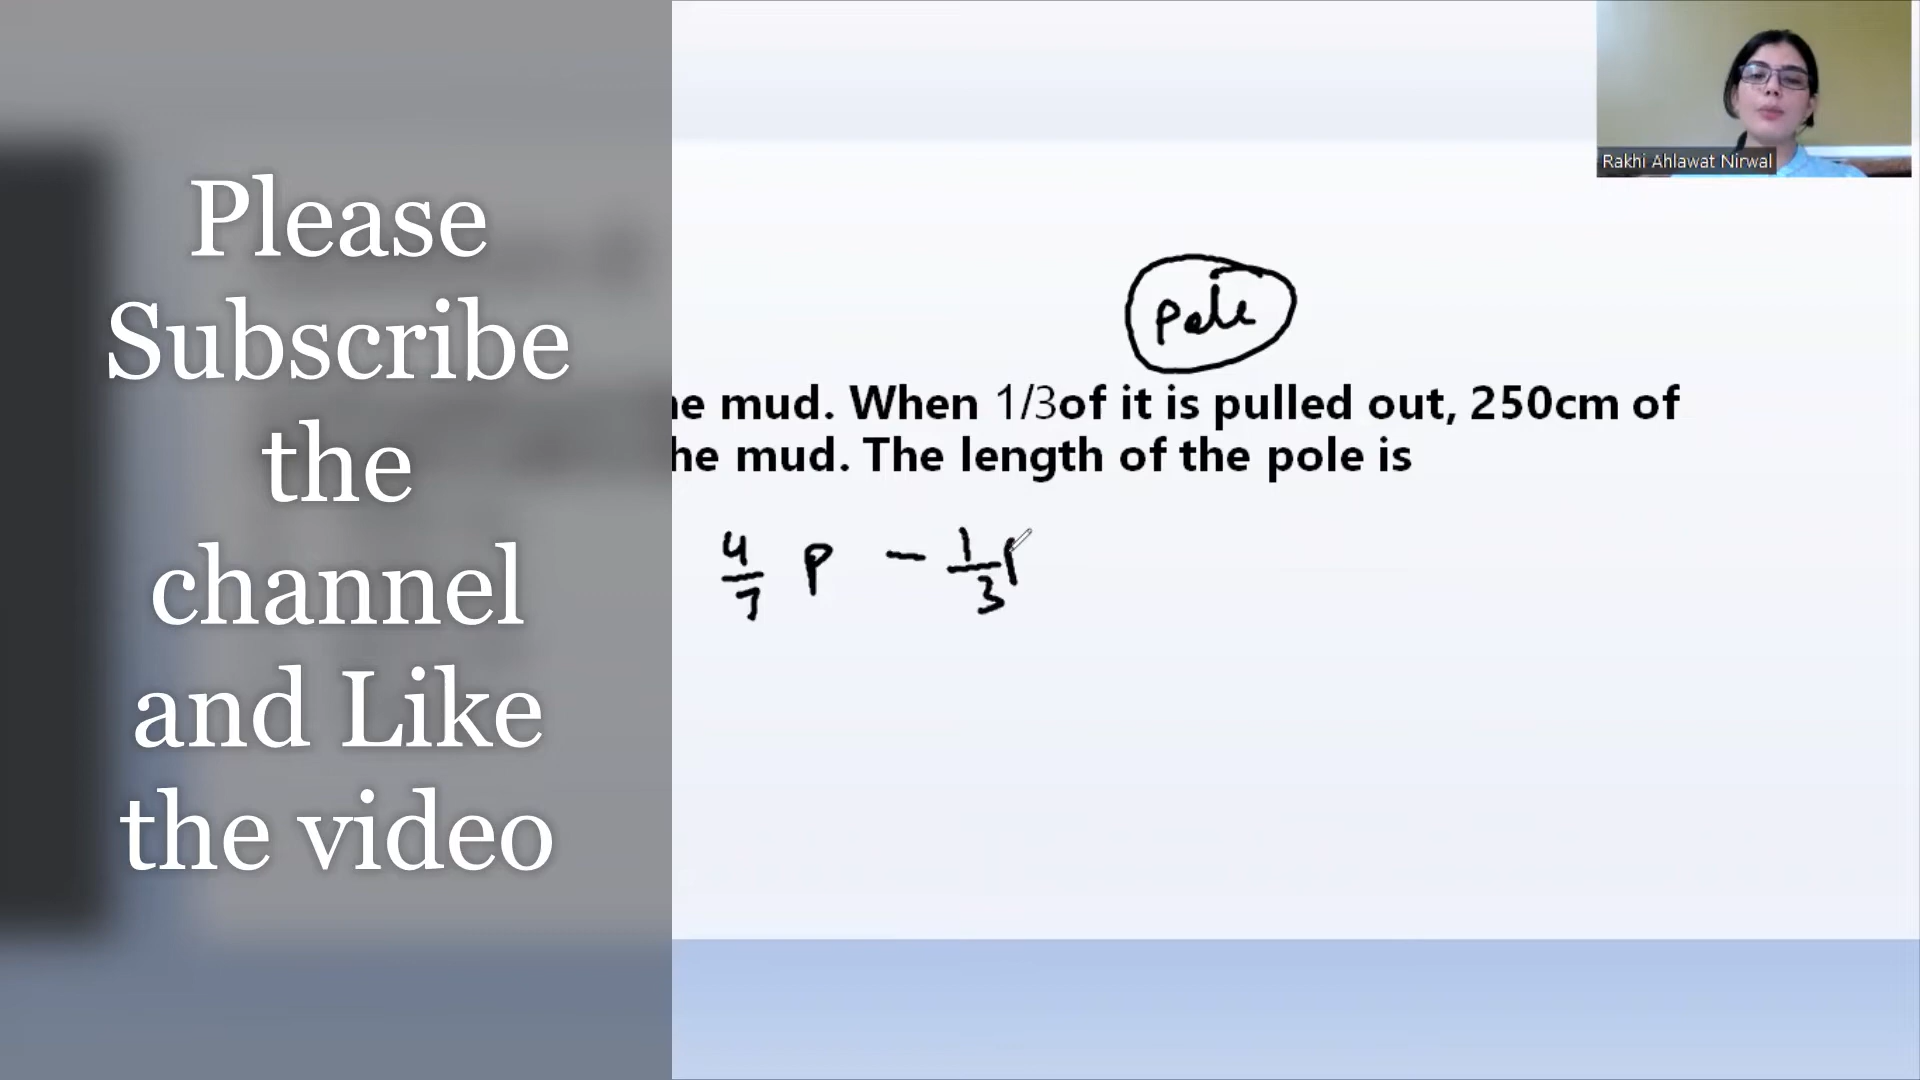 Please
Subscribe
the
channel
and Like
the video
Rakhi Ahlawat Nirwal
pole
he mud. When 1/3of it is pulled out, 250cm of
he mud. The length of the pole is
4/7 P - 1/3